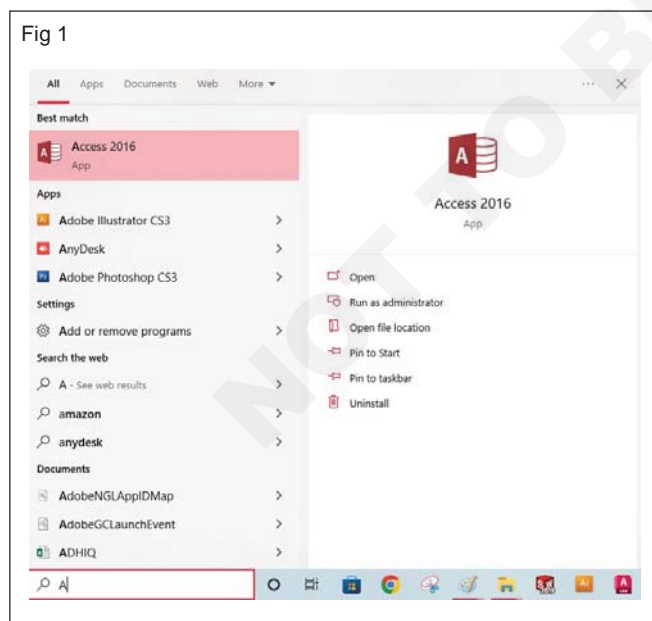 Fig 1
All Apps Documents Web More
Best match
Access 2016
App
Apps
Adobe Illustrator CS3
AnyDesk
Adobe Photoshop CS3
Settings
Add or remove programs
Search the web
A - See web results
amazon
anydesk
Documents
AdobeNGLAppIDMap
AdobeGCLaunchEvent
ADHIQ
A
Access 2016
App
Open
Run as administrator
Open file location
Pin to Start
Pin to taskbar
Uninstall
NOT TO B